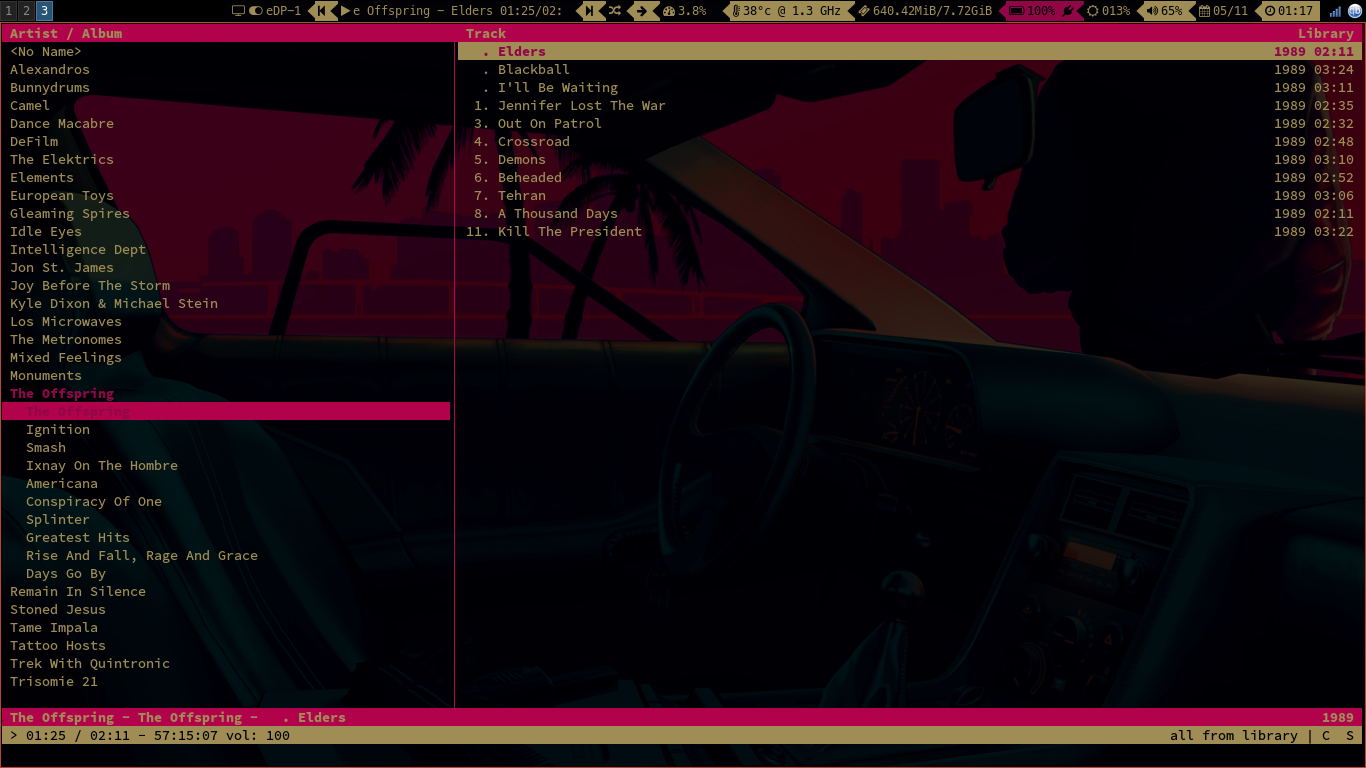 1 2 3 eDP-1 e Offspring - Elders 01:25/02: 3.8% 38°c @ 1.3 GHz 640.42MiB/7.72GiB 100% 013% 65% 05/11 01:17
Artist / Album
<No Name>
Alexandros
Bunnydrums
Camel
Dance Macabre
DeFilm
The Elektrics
Elements
European Toys
Gleaming Spires
Idle Eyes
Intelligence Dept
Jon St. James
Joy Before The Storm
Kyle Dixon & Michael Stein
Los Microwaves
The Metronomes
Mixed Feelings
Monuments
The Offspring
The Offspring
Ignition
Smash
Ixnay On The Hombre
Americana
Conspiracy Of One
Splinter
Greatest Hits
Rise And Fall, Rage And Grace
Days Go By
Remain In Silence
Stoned Jesus
Tame Impala
Tattoo Hosts
Trek With Quintronic
Trisomie 21
Track Library
. Elders 1989 02:11
. Blackball 1989 03:24
. I'll Be Waiting 1989 03:11
1. Jennifer Lost The War 1989 02:35
3. Out On Patrol 1989 02:32
4. Crossroad 1989 02:48
5. Demons 1989 03:10
6. Beheaded 1989 02:52
7. Tehran 1989 03:06
8. A Thousand Days 1989 02:11
11. Kill The President 1989 03:22
The Offspring - The Offspring - . Elders 1989
> 01:25 / 02:11 - 57:15:07 vol: 100 all from library | C S